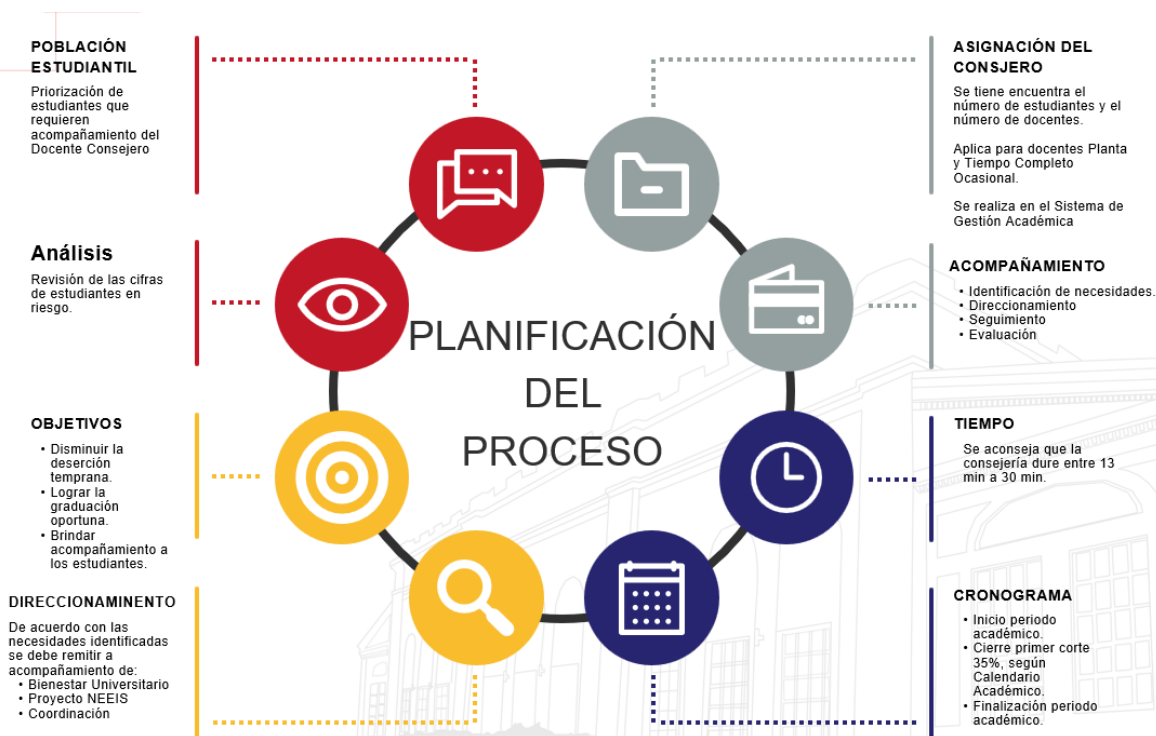 POBLACIÓN
ESTUDIANTIL
Priorización de
estudiantes que
requieren
acompañamiento del
Docente Consejero
Análisis
Revisión de las cifras
de estudiantes en
riesgo.
OBJETIVOS
• Disminuir la
deserción
temprana.
• Lograr la
graduación
oportuna.
• Brindar
acompañamiento a
los estudiantes.
DIRECCIONAMINENTO
De acuerdo con las
necesidades identificadas
se debe remitir a
acompañamiento de:
• Bienestar Universitario
• Proyecto NEEIS
• Coordinación
PLANIFICACIÓN
DEL
PROCESO
ASIGNACIÓN DEL
CONSJERO
Se tiene encuentra el
número de estudiantes y el
número de docentes.
Aplica para docentes Planta
y Tiempo Completo
Ocasional.
Se realiza en el Sistema de
Gestión Académica
ACOMPAÑAMIENTO
• Identificación de necesidades.
• Direccionamiento
• Seguimiento
• Evaluación
TIEMPO
Se aconseja que la
consejería dure entre 13
min a 30 min.
CRONOGRAMA
• Inicio periodo
académico.
• Cierre primer corte
35%, según
Calendario
Académico.
• Finalización periodo
académico.